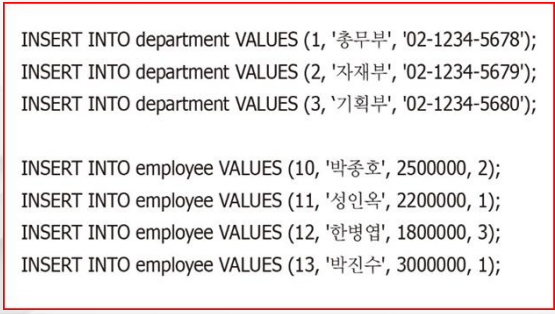 INSERT INTO department VALUES (1, '총무부', '02-1234-5678');
INSERT INTO department VALUES (2, '자재부', '02-1234-5679');
INSERT INTO department VALUES (3, `기획부', '02-1234-5680');
INSERT INTO employee VALUES (10, '박종호', 2500000, 2);
INSERT INTO employee VALUES (11, '성인옥', 2200000, 1);
INSERT INTO employee VALUES (12, '한병엽', 1800000, 3);
INSERT INTO employee VALUES (13, '박진수', 3000000, 1);